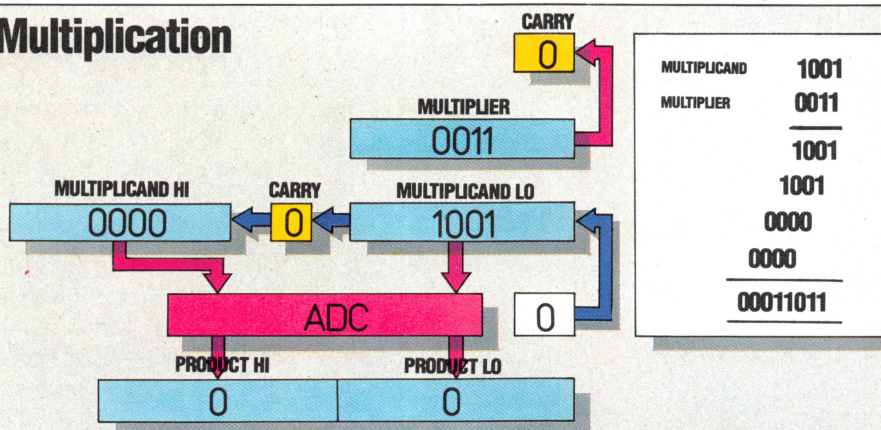 Multiplication
CARRY
0
MULTIPLIER
0011
MULTIPLICAND HI
CARRY
MULTIPLICAND LO
0000
0
1001
ADC
0
PRODUCT HI
PRODUCT LO
0
0
MULTIPLICAND 1001
MULTIPLIER 0011
1001
1001
0000
0000
00011011